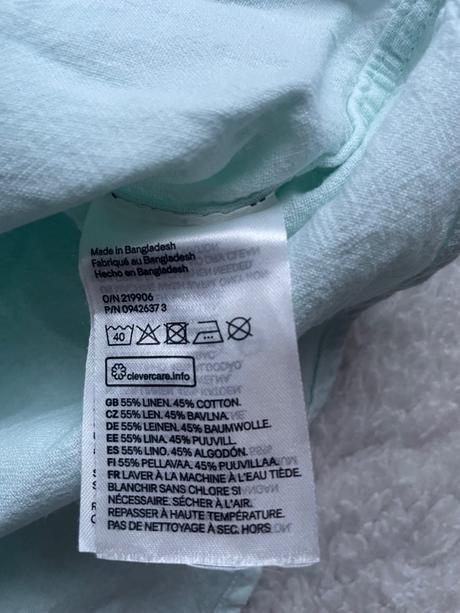 Made in Bangladesh
Fabriqué au Bangladesh
Hecho en Bangladesh
O/N 219906
P/N 0942637 3
40
clevercare.info
GB 55% LINEN. 45% COTTON.
CZ 55% LEN. 45% BAVLNA.
DE 55% LEINEN. 45% BAUMWOLLE.
EE 55% LINA. 45% PUUVILL.
ES 55% LINO. 45% ALGODÓN.
FI 55% PELLAVAA. 45% PUUVILLAA.
FR LAVER À LA MACHINE À L'EAU TIÈDE.
BLANCHIR SANS CHLORE SI
NÉCESSAIRE. SÉCHER À L'AIR.
REPASSER À HAUTE TEMPÉRATURE.
PAS DE NETTOYAGE À SEC. HORS